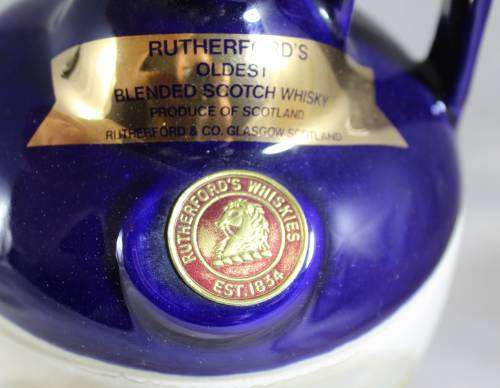 RUTHERFORD'S
OLDEST
BLENDED SCOTCH WHISKY
PRODUCE OF SCOTLAND
RUTHERFORD & CO. GLASGOW SCOTLAND
RUTHERFORD'S WHISKIES
EST. 1834